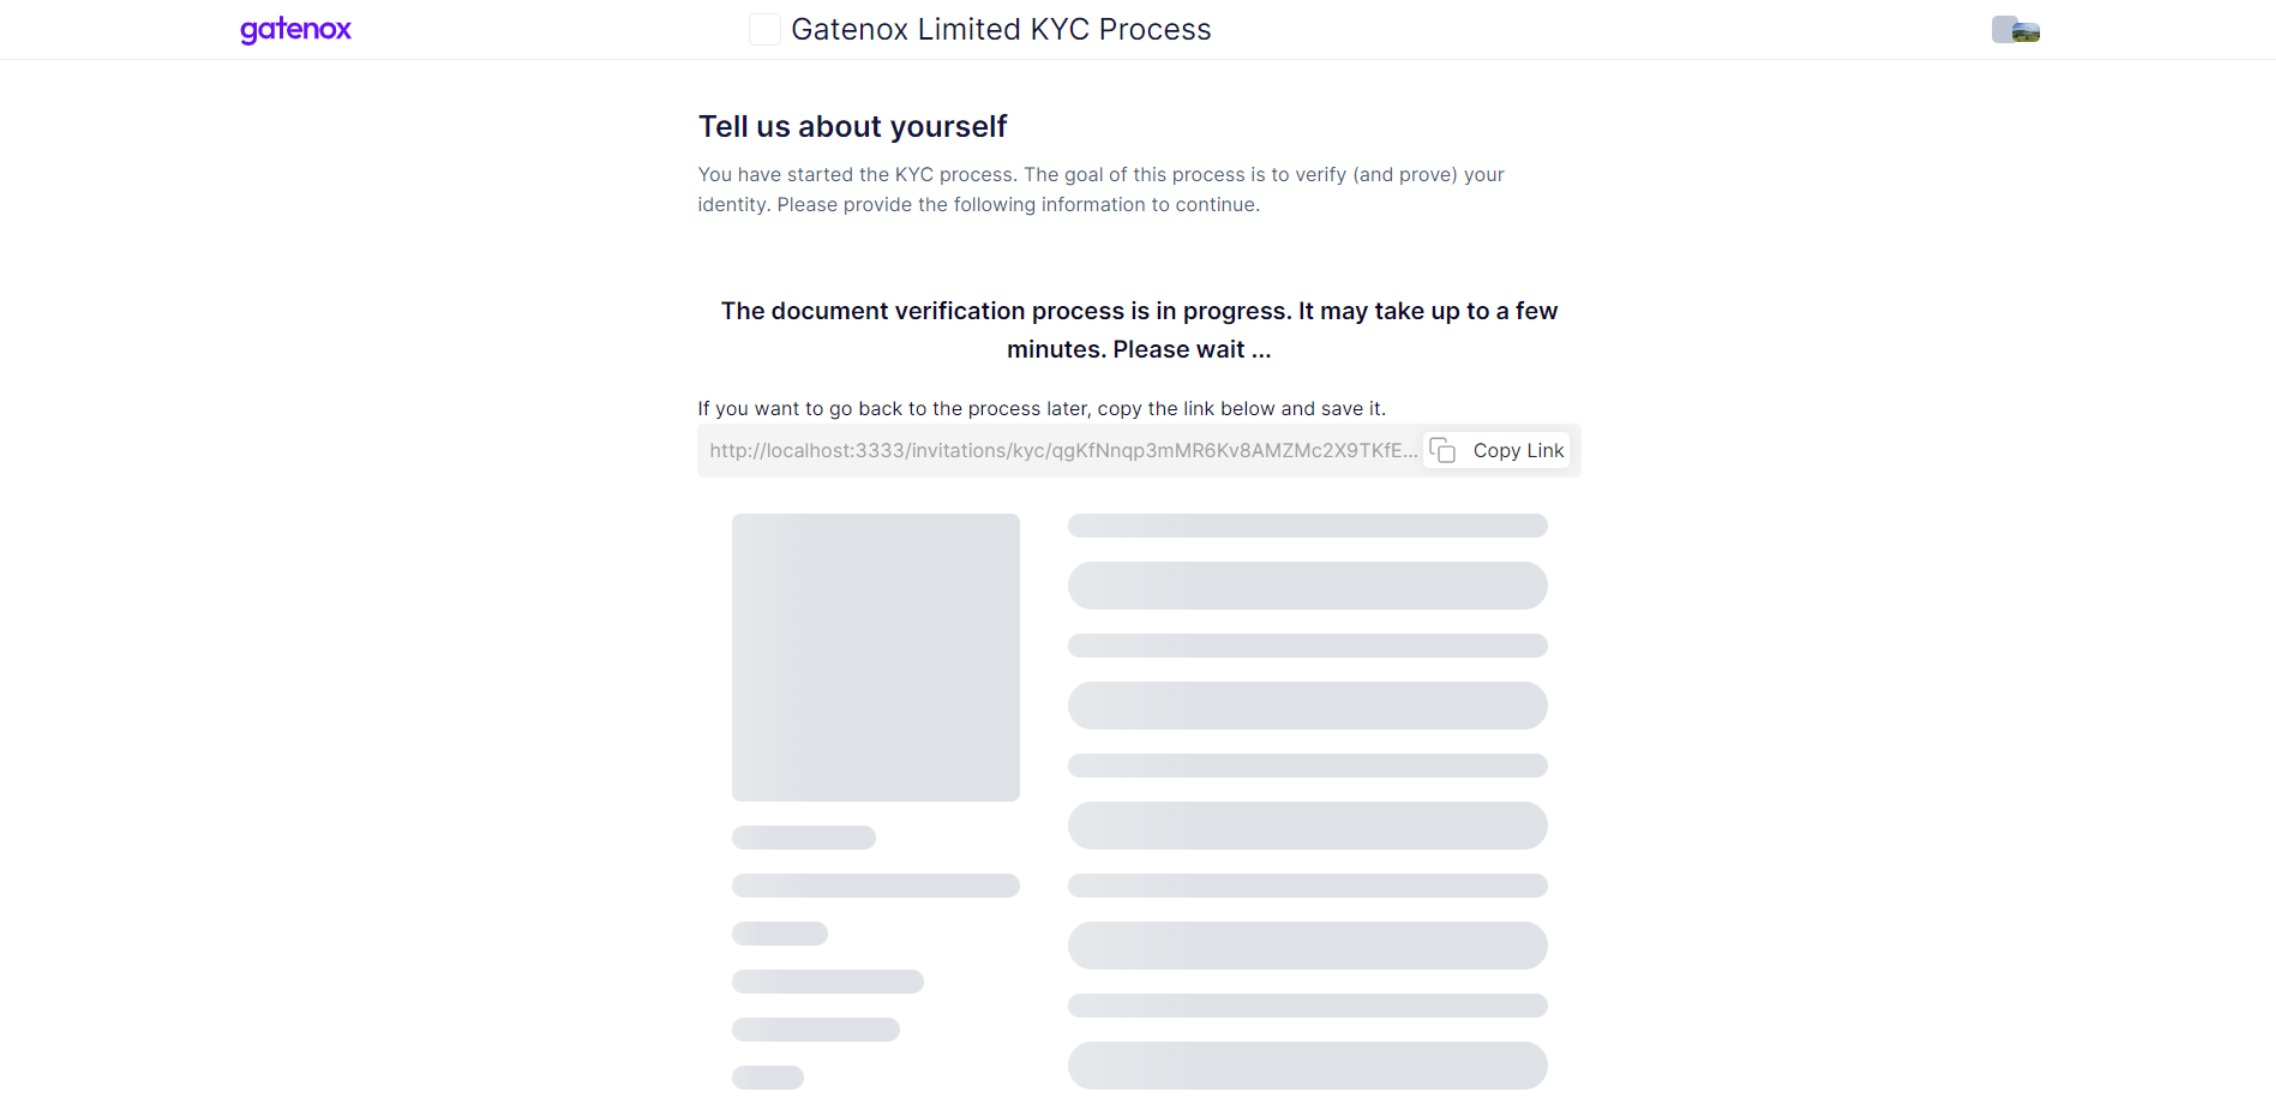 gatenox
Gatenox Limited KYC Process
Tell us about yourself
You have started the KYC process. The goal of this process is to verify (and prove) your
identity. Please provide the following information to continue.
The document verification process is in progress. It may take up to a few
minutes. Please wait ...
If you want to go back to the process later, copy the link below and save it.
http://localhost:3333/invitations/kyc/qgKfNnqp3mMR6Kv8AMZMc2X9TKfE... Copy Link